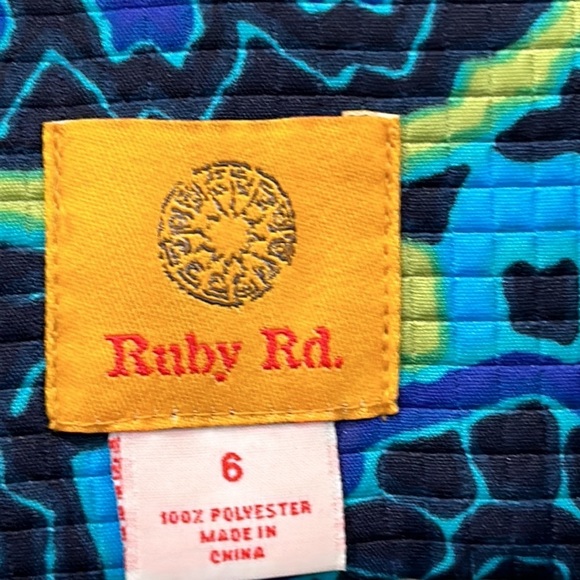 Ruby Rd.
6
100% POLYESTER
MADE IN
CHINA